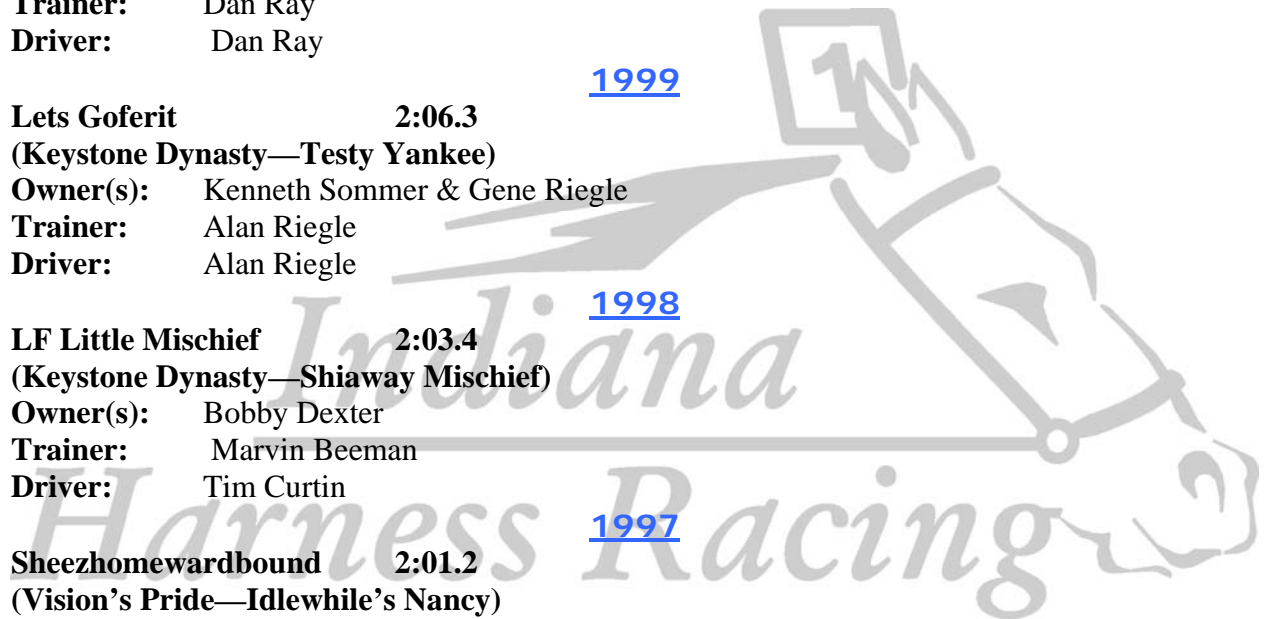 Trainer: Dan Ray
Driver: Dan Ray
1999
Lets Goferit 2:06.3
(Keystone Dynasty—Testy Yankee)
Owner(s): Kenneth Sommer & Gene Riegle
Trainer: Alan Riegle
Driver: Alan Riegle
1998
LF Little Mischief 2:03.4
(Keystone Dynasty—Shiaway Mischief)
Owner(s): Bobby Dexter
Trainer: Marvin Beeman
Driver: Tim Curtin
1997
Sheezhomewardbound 2:01.2
(Vision's Pride—Idlewhile's Nancy)
1
Indiana
Harness Racing